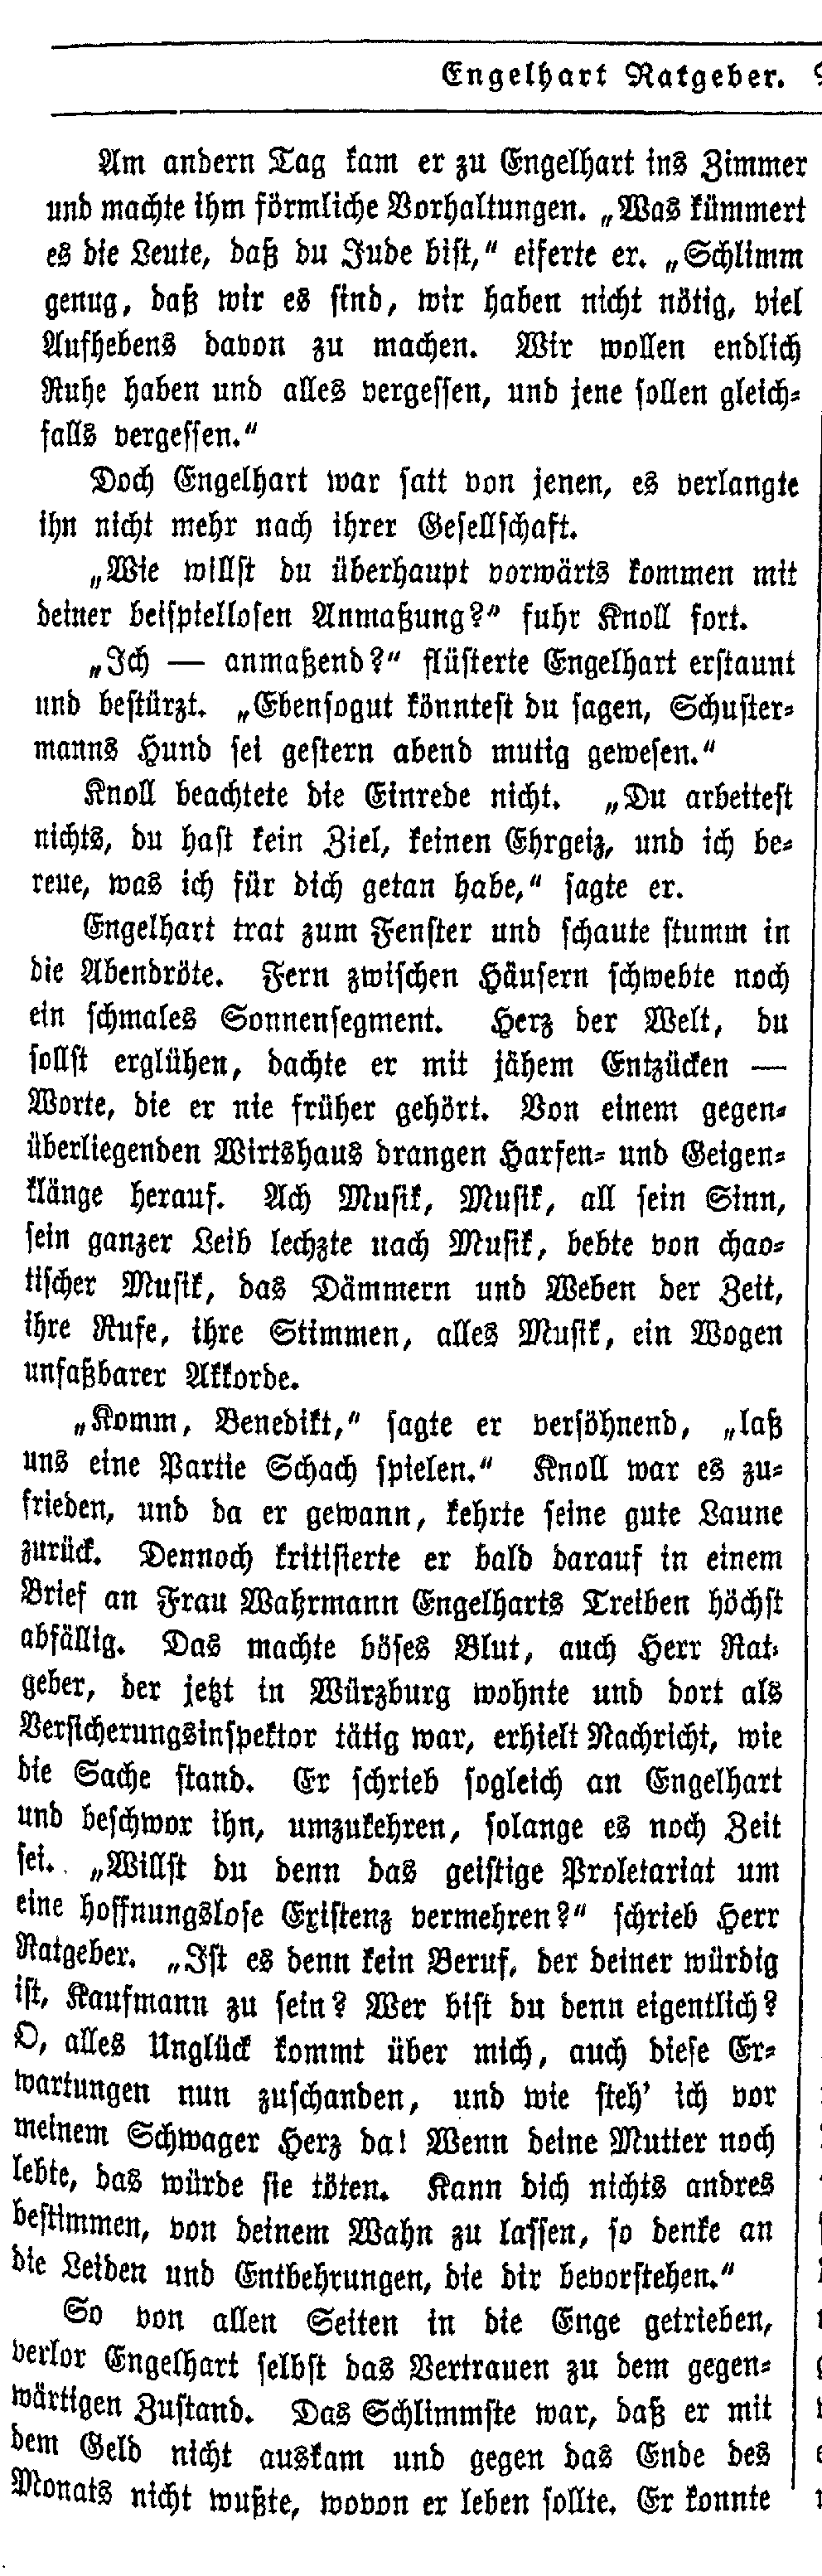 Engelhart Ratgeber.
Am andern Tag kam er zu Engelhart ins Zimmer
und machte ihm förmliche Vorhaltungen. „Was kümmert
es die Leute, daß du Jude bist,“ eiferte er. „Schlimm
genug, daß wir es sind, wir haben nicht nötig, viel
Aufhebens davon zu machen. Wir wollen endlich
Ruhe haben und alles vergessen, und jene sollen gleich-
falls vergessen.“
Doch Engelhart war satt von jenen, es verlangte
ihn nicht mehr nach ihrer Gesellschaft.
„Wie willst du überhaupt vorwärts kommen mit
deiner beispiellosen Anmaßung?“ fuhr Knoll fort.
„Ich — anmaßend?“ flüsterte Engelhart erstaunt
und bestürzt. „Ebensogut könntest du sagen, Schuster-
manns Hund sei gestern abend mutig gewesen.“
Knoll beachtete die Einrede nicht. „Du arbeitest
nichts, du hast kein Ziel, keinen Ehrgeiz, und ich be-
reue, was ich für dich getan habe,“ sagte er.
Engelhart trat zum Fenster und schaute stumm in
die Abendröte. Fern zwischen Häusern schwebte noch
ein schmales Sonnensegment. Herz der Welt, du
sollst erglühen, dachte er mit jähem Entzücken —
Worte, die er nie früher gehört. Von einem gegen-
überliegenden Wirtshaus drangen Harfen- und Geigen-
klänge herauf. Ach Musik, Musik, all sein Sinn,
sein ganzer Leib lechzte nach Musik, bebte von chao-
tischer Musik, das Dämmern und Weben der Zeit,
ihre Rufe, ihre Stimmen, alles Musik, ein Wogen
unfaßbarer Akkorde.
„Komm, Benedikt,“ sagte er versöhnend, „laß
uns eine Partie Schach spielen.“ Knoll war es zu-
frieden, und da er gewann, kehrte seine gute Laune
zurück. Dennoch kritisierte er bald darauf in einem
Brief an Frau Wahrmann Engelharts Treiben höchst
abfällig. Das machte böses Blut, auch Herr Rat-
geber, der jetzt in Würzburg wohnte und dort als
Versicherungsinspektor tätig war, erhielt Nachricht, wie
die Sache stand. Er schrieb sogleich an Engelhart
und beschwor ihn, umzukehren, solange es noch Zeit
sei. „Willst du denn das geistige Proletariat um
eine hoffnungslose Existenz vermehren?“ schrieb Herr
Ratgeber. „Ist es denn kein Beruf, der deiner würdig
ist, Kaufmann zu sein? Wer bist du denn eigentlich?
O, alles Unglück kommt über mich, auch diese Er-
wartungen nun zuschanden, und wie steh’ ich vor
meinem Schwager Herz da! Wenn deine Mutter noch
lebte, das würde sie töten. Kann dich nichts andres
bestimmen, von deinem Wahn zu lassen, so denke an
die Leiden und Entbehrungen, die dir bevorstehen.“
So von allen Seiten in die Enge getrieben,
verlor Engelhart selbst das Vertrauen zu dem gegen-
wärtigen Zustand. Das Schlimmste war, daß er mit
dem Geld nicht auskam und gegen das Ende des
Monats nicht wußte, wovon er leben sollte. Er konnte